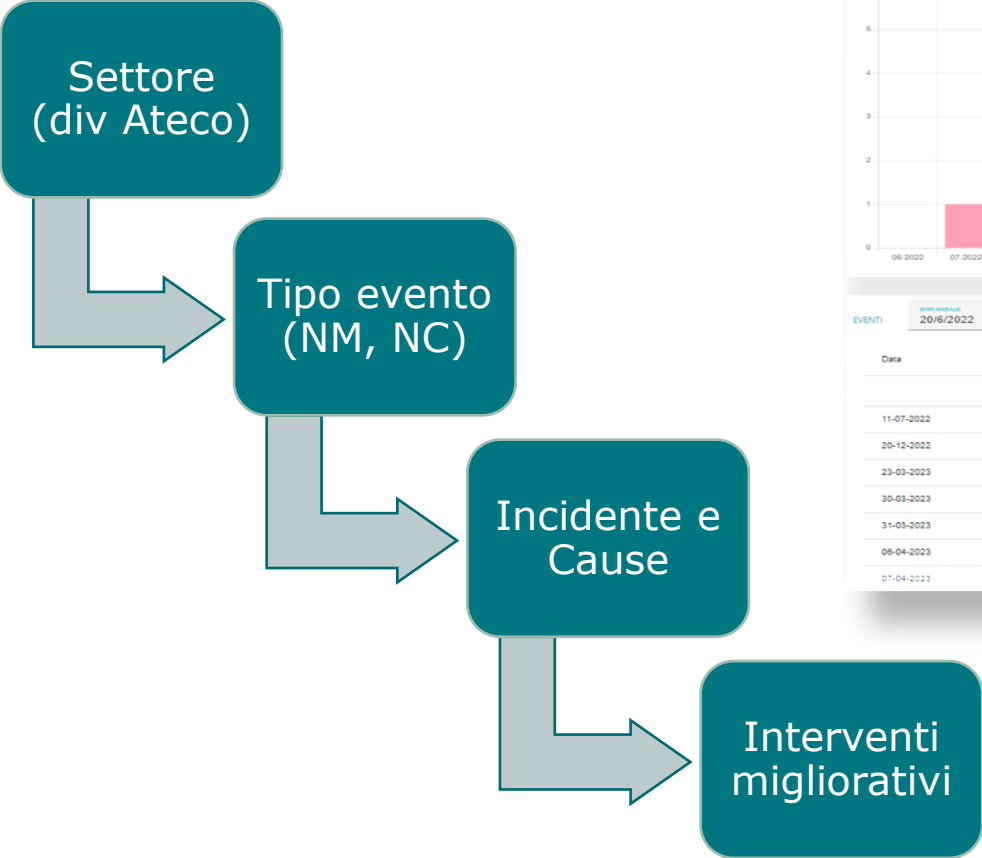 Settore
(div Ateco)
Tipo evento
(NM, NC)
Incidente e
Cause
Interventi
migliorativi
5
4
3
2
1
0
06-2022 07-2022
EVENTI
DATA INIZIALE
20/6/2022
Data
11-07-2022
20-12-2022
23-03-2023
30-03-2023
31-03-2023
06-04-2023
07-04-2023